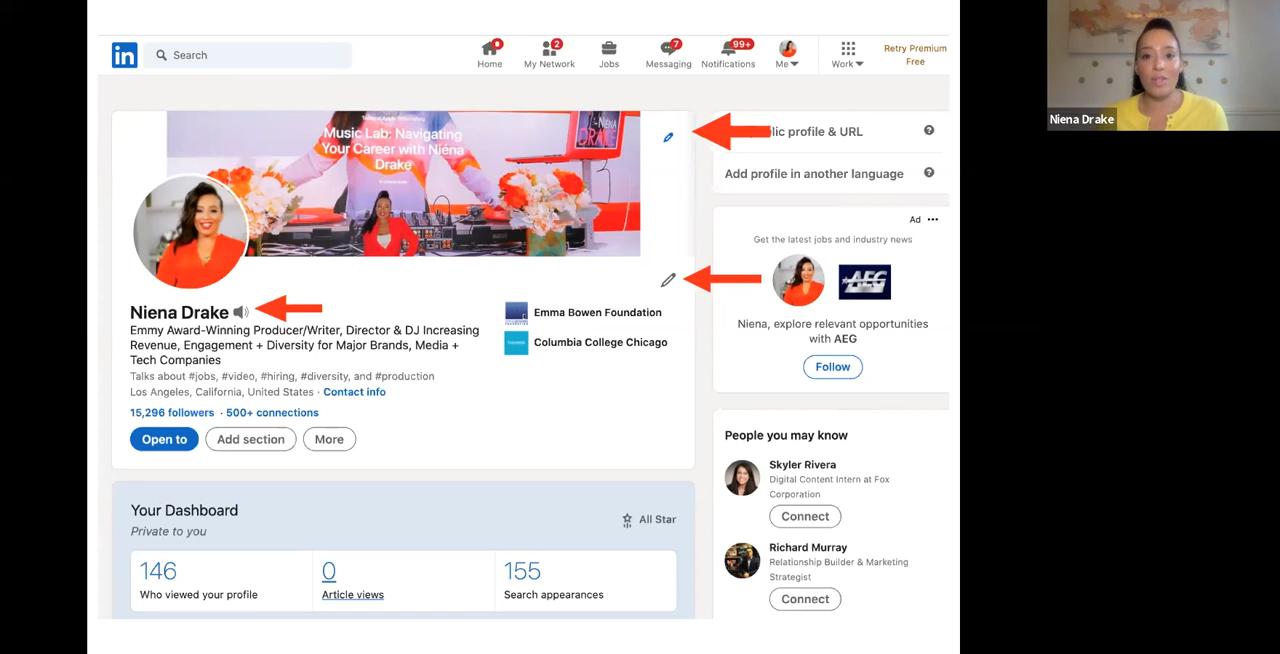 in
Search
Home
2
My Network
Jobs
7
Messaging
99+
Notifications
Me
Work
Retry Premium
Free
Music Lab: Navigating
Your Career with Niéna
Drake
NIENA
DRAKE
lic profile & URL
Add profile in another language
Niena Drake
Emmy Award-Winning Producer/Writer, Director & DJ Increasing
Revenue, Engagement + Diversity for Major Brands, Media +
Tech Companies
Talks about #jobs, #video, #hiring, #diversity, and #production
Los Angeles, California, United States · Contact info
15,296 followers · 500+ connections
Open to
Add section
More
Emma Bowen Foundation
Columbia College Chicago
Ad
Get the latest jobs and industry news
AEG
Niena, explore relevant opportunities
with AEG
Follow
People you may know
Skyler Rivera
Digital Content Intern at Fox
Corporation
Connect
Richard Murray
Relationship Builder & Marketing
Strategist
Connect
Your Dashboard
Private to you
All Star
146
Who viewed your profile
0
Article views
155
Search appearances
Niena Drake